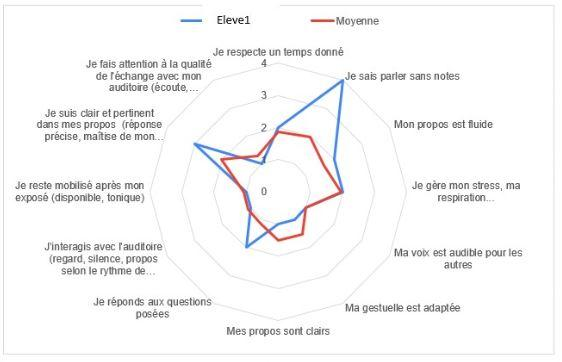 Eleve1
Moyenne
Je respecte un temps donné
Je sais parler sans notes
Mon propos est fluide
Je gère mon stress, ma
respiration...
Ma voix est audible pour les
autres
Ma gestuelle est adaptée
Mes propos sont clairs
Je réponds aux questions
posées
J'interagis avec l'auditoire
(regard, silence, propos
selon le rythme de...
Je reste mobilisé après mon
exposé (disponible, tonique)
Je suis clair et pertinent
dans mes propos (réponse
précise, maîtise de mon...
Je fais attention à la qualité
de l'échange avec mon
auditoire (écoute,...
4
3
2
1
0